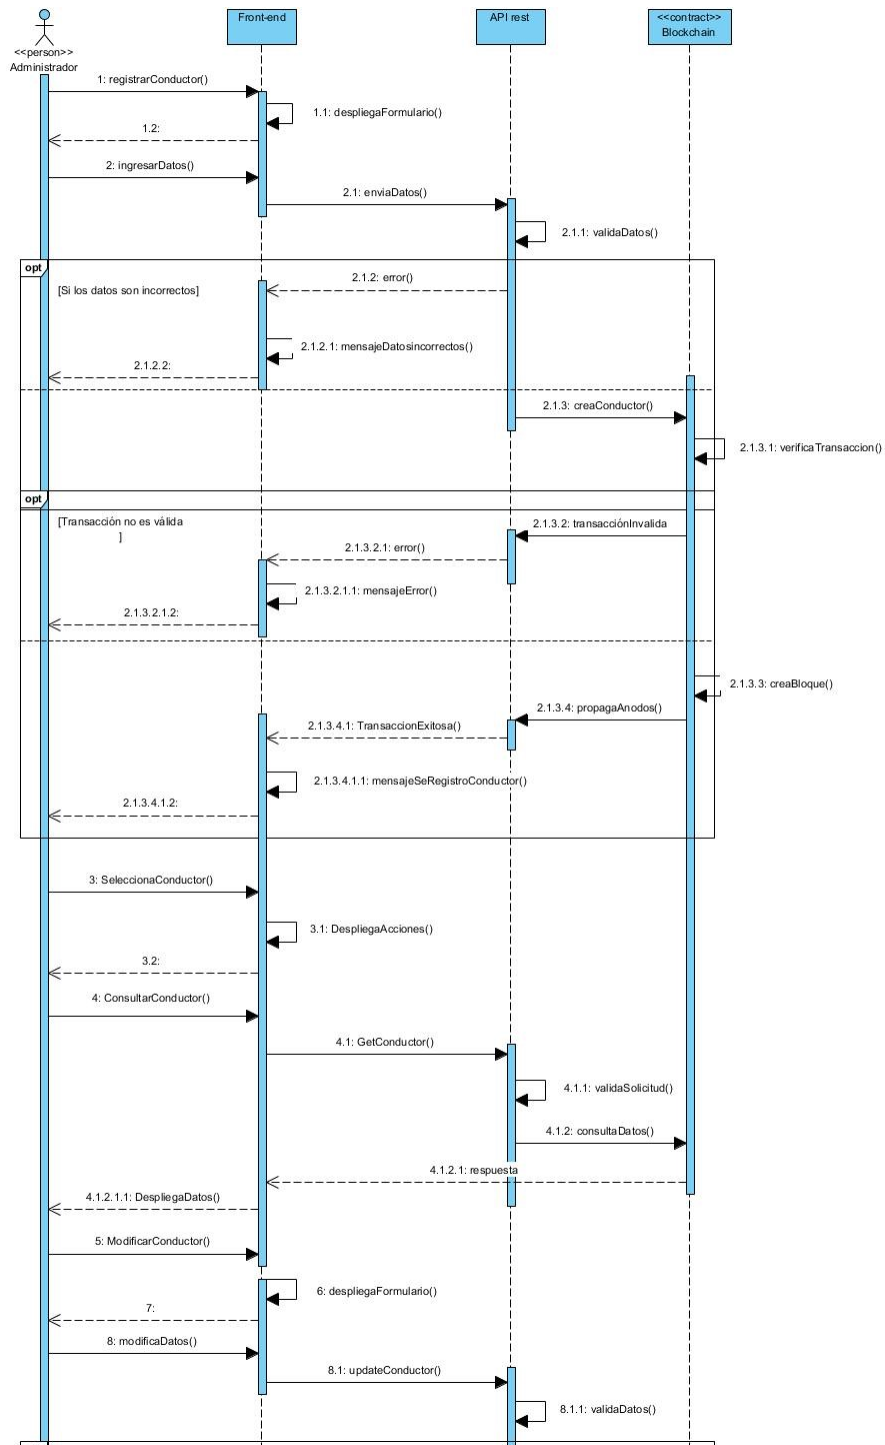 Front-end
API rest
<<contract>>
Blockchain
<<person>>
Administrador
1: registrarConductor()
1.1: despliegaFormulario()
1.2:
2: ingresarDatos()
2.1: enviaDatos()
2.1.1: validaDatos()
opt
2.1.2: error()
[Si los datos son incorrectos]
2.1.2.1: mensajeDatosincorrectos()
2.1.2.2:
2.1.3: creaConductor()
2.1.3.1: verificaTransaccion()
opt
[Transacción no es válida
]
2.1.3.2: transacciónInvalida
2.1.3.2.1: error()
2.1.3.2.1.1: mensajeError()
2.1.3.2.1.2:
2.1.3.3: creaBloque()
2.1.3.4: propagaAnodos()
2.1.3.4.1: TransaccionExitosa()
2.1.3.4.1.1: mensajeSeRegistroConductor()
2.1.3.4.1.2:
3: SeleccionaConductor()
3.1: DespliegaAcciones()
3.2:
4: ConsultarConductor()
4.1: GetConductor()
4.1.1: validaSolicitud()
4.1.2: consultaDatos()
4.1.2.1: respuesta
4.1.2.1.1: DespliegaDatos()
5: ModificarConductor()
6: despliegaFormulario()
7:
8: modificaDatos()
8.1: updateConductor()
8.1.1: validaDatos()